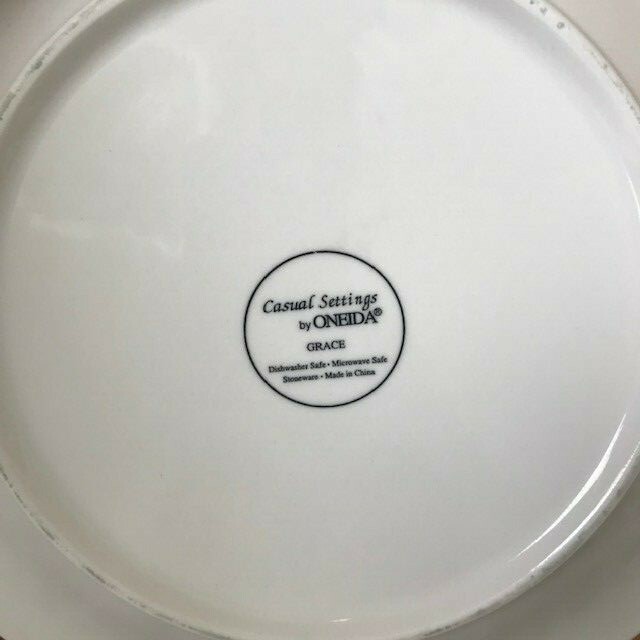 Casual Settings
by ONEIDA®
GRACE
Dishwasher Safe • Microwave Safe
Stoneware • Made in China